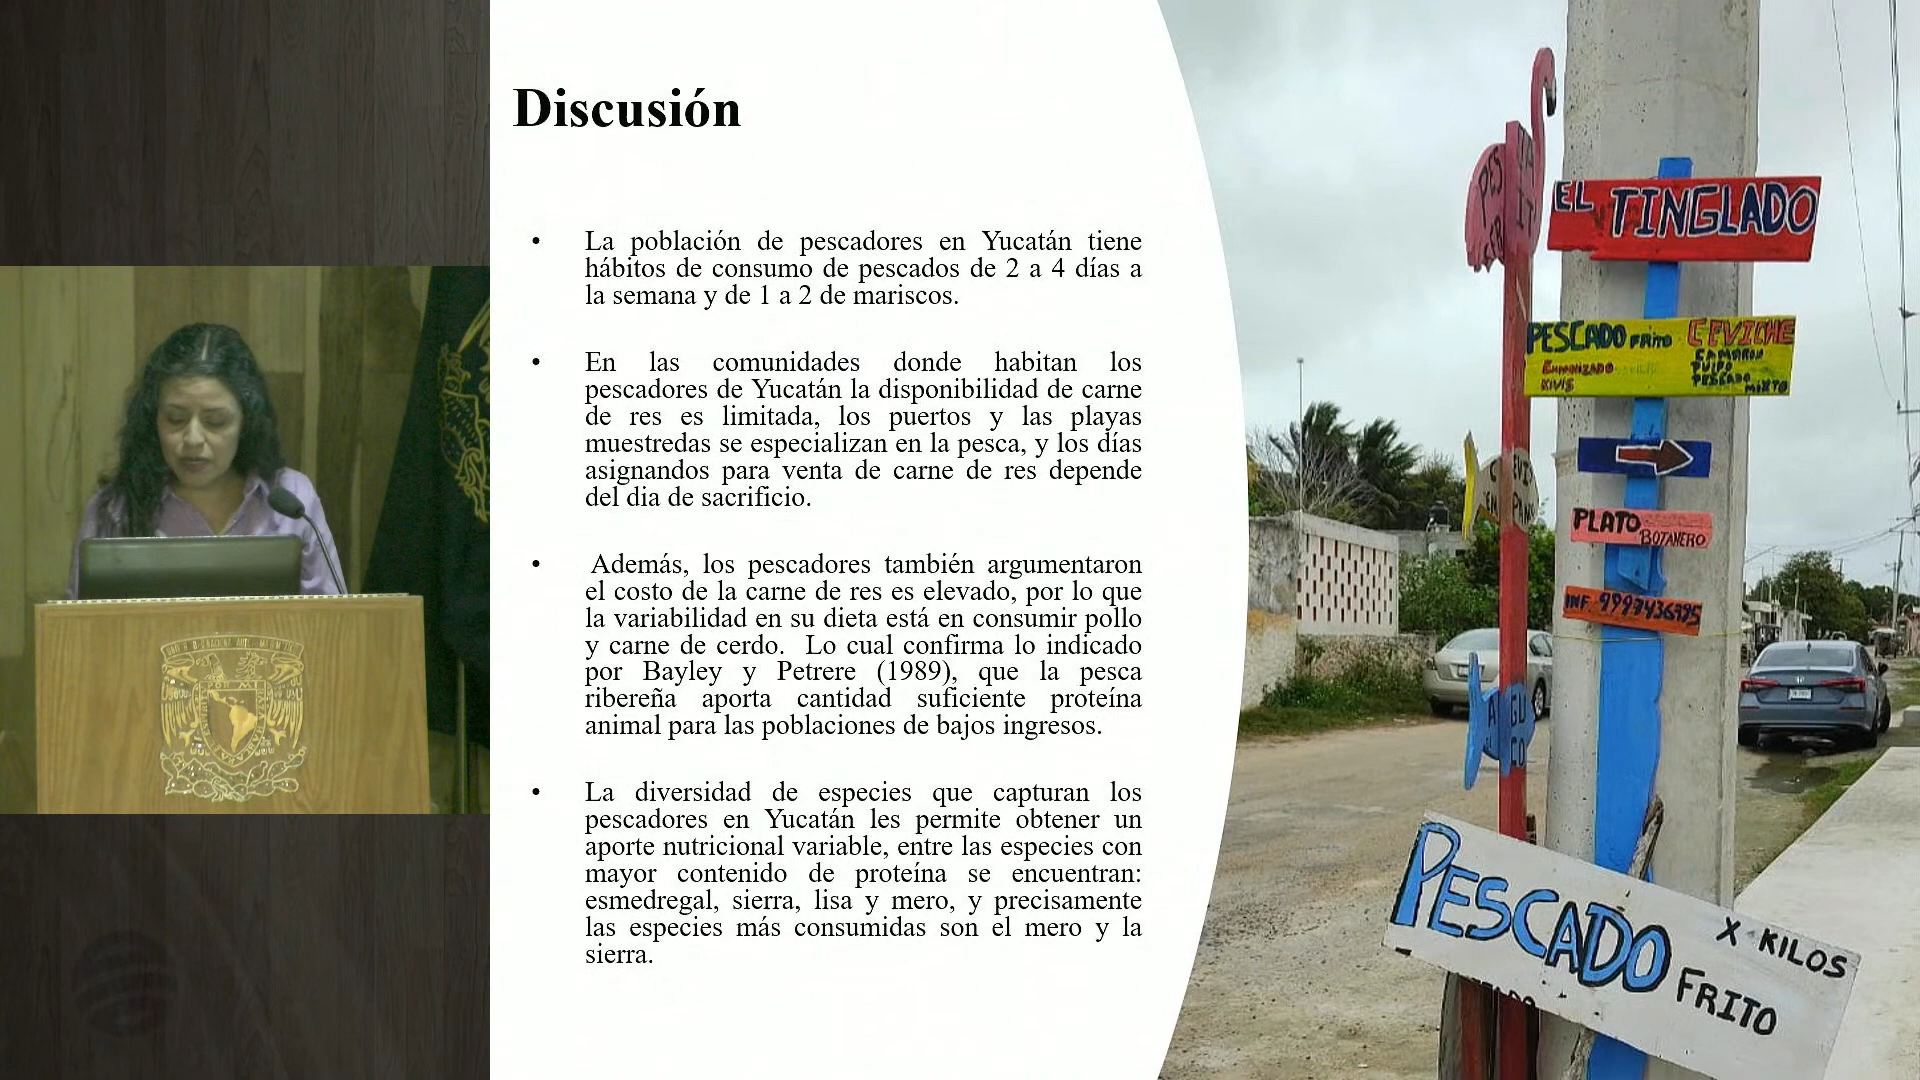 Discusión
• La población de pescadores en Yucatán tiene
hábitos de consumo de pescados de 2 a 4 días a
la semana y de 1 a 2 de mariscos.
• En las comunidades donde habitan los
pescadores de Yucatán la disponibilidad de carne
de res es limitada, los puertos y las playas
muestredas se especializan en la pesca, y los días
asignandos para venta de carne de res depende
del dia de sacrificio.
• Además, los pescadores también argumentaron
el costo de la carne de res es elevado, por lo que
la variabilidad en su dieta está en consumir pollo
y carne de cerdo. Lo cual confirma lo indicado
por Bayley y Petrere (1989), que la pesca
ribereña aporta cantidad suficiente proteína
animal para las poblaciones de bajos ingresos.
• La diversidad de especies que capturan los
pescadores en Yucatán les permite obtener un
aporte nutricional variable, entre las especies con
mayor contenido de proteína se encuentran:
esmedregal, sierra, lisa y mero, y precisamente
las especies más consumidas son el mero y la
sierra.
EL TINGLADO
PESCADO FRITO
EMPANIZADO
KIVIS
CEVICHE
CAMARON
PULPO
PESCADO
MIXTO
PLATO
BOTANERO
INF. 9997436795
PESCADO FRITO
X KILOS